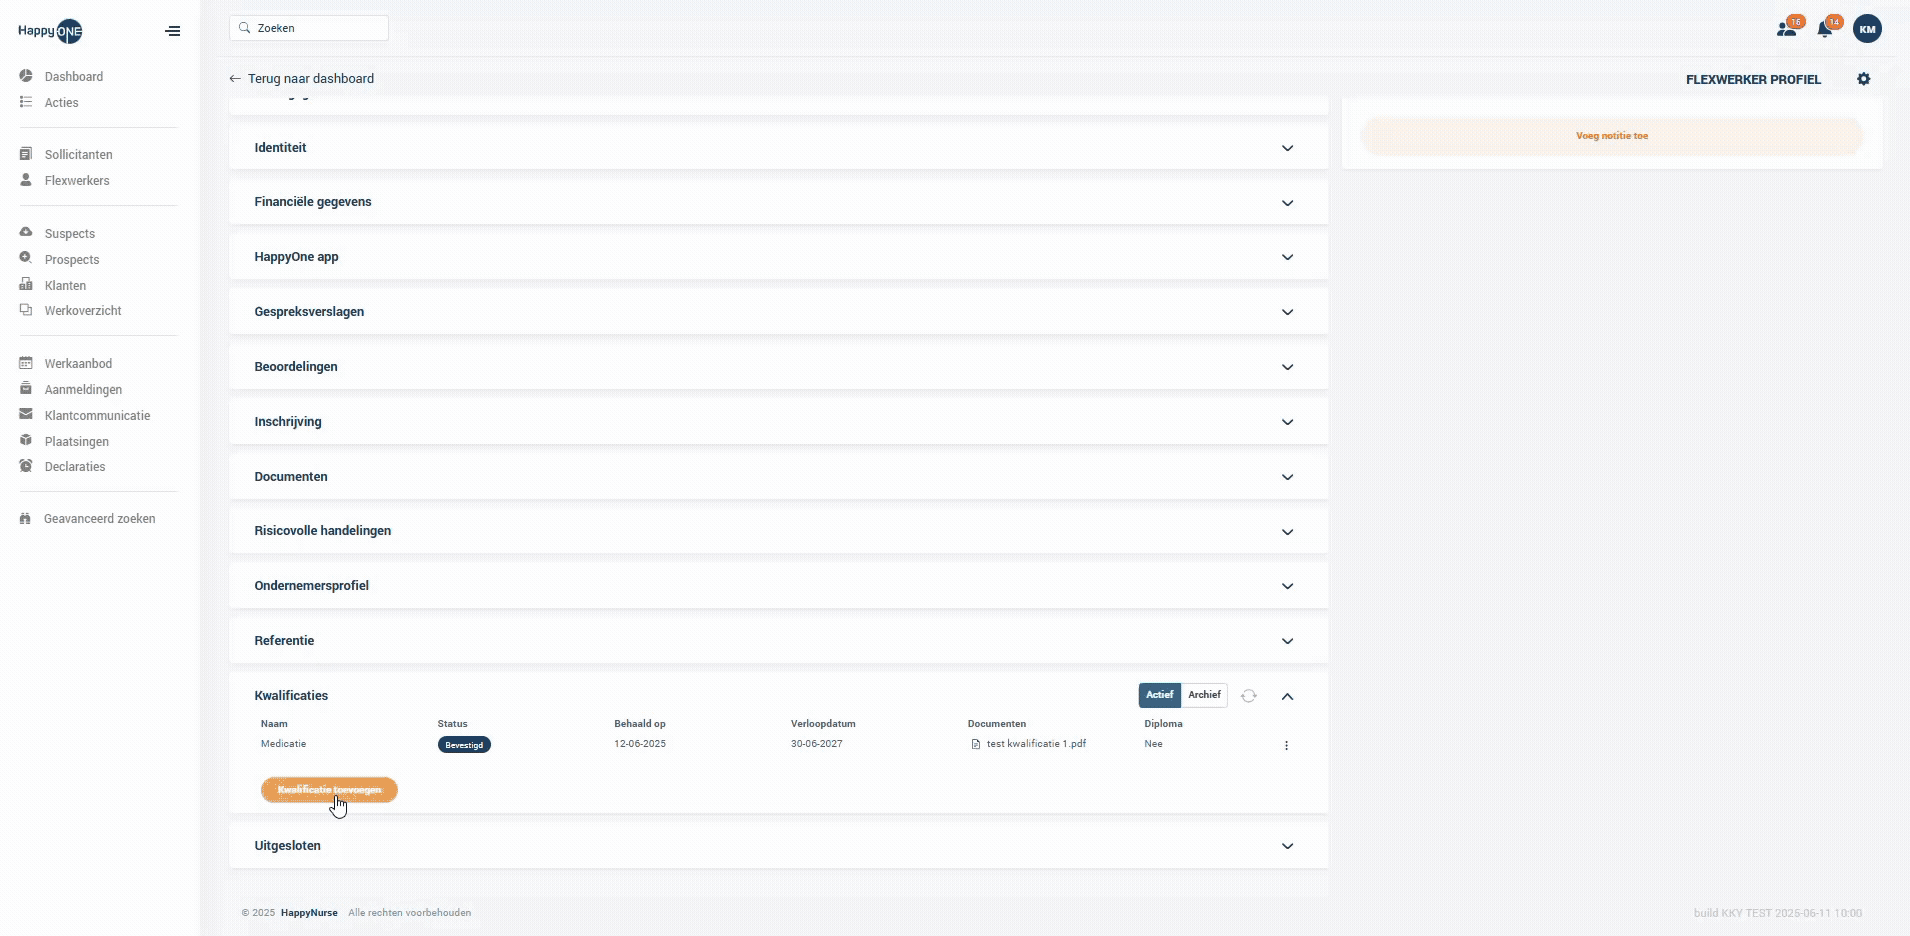 HappyONE
Zoeken
16
14
KM
Dashboard
Acties
Sollicitanten
Flexwerkers
Suspects
Prospects
Klanten
Werkoverzicht
Werkaanbod
Aanmeldingen
Klantcommunicatie
Plaatsingen
Declaraties
Geavanceerd zoeken
Terug naar dashboard
FLEXWERKER PROFIEL
Voeg notitie toe
Identiteit
Financiële gegevens
HappyOne app
Gespreksverslagen
Beoordelingen
Inschrijving
Documenten
Risicovolle handelingen
Ondernemersprofiel
Referentie
Kwalificaties
Actief Archief
Naam Status Behaald op Verloopdatum Documenten Diploma
Medicatie Bevestigd 12-06-2025 30-06-2027 test kwalificatie 1.pdf Nee
Kwalificatie toevoegen
Uitgesloten
© 2025 HappyNurse Alle rechten voorbehouden
build KKY TEST 2025-06-11 10:00